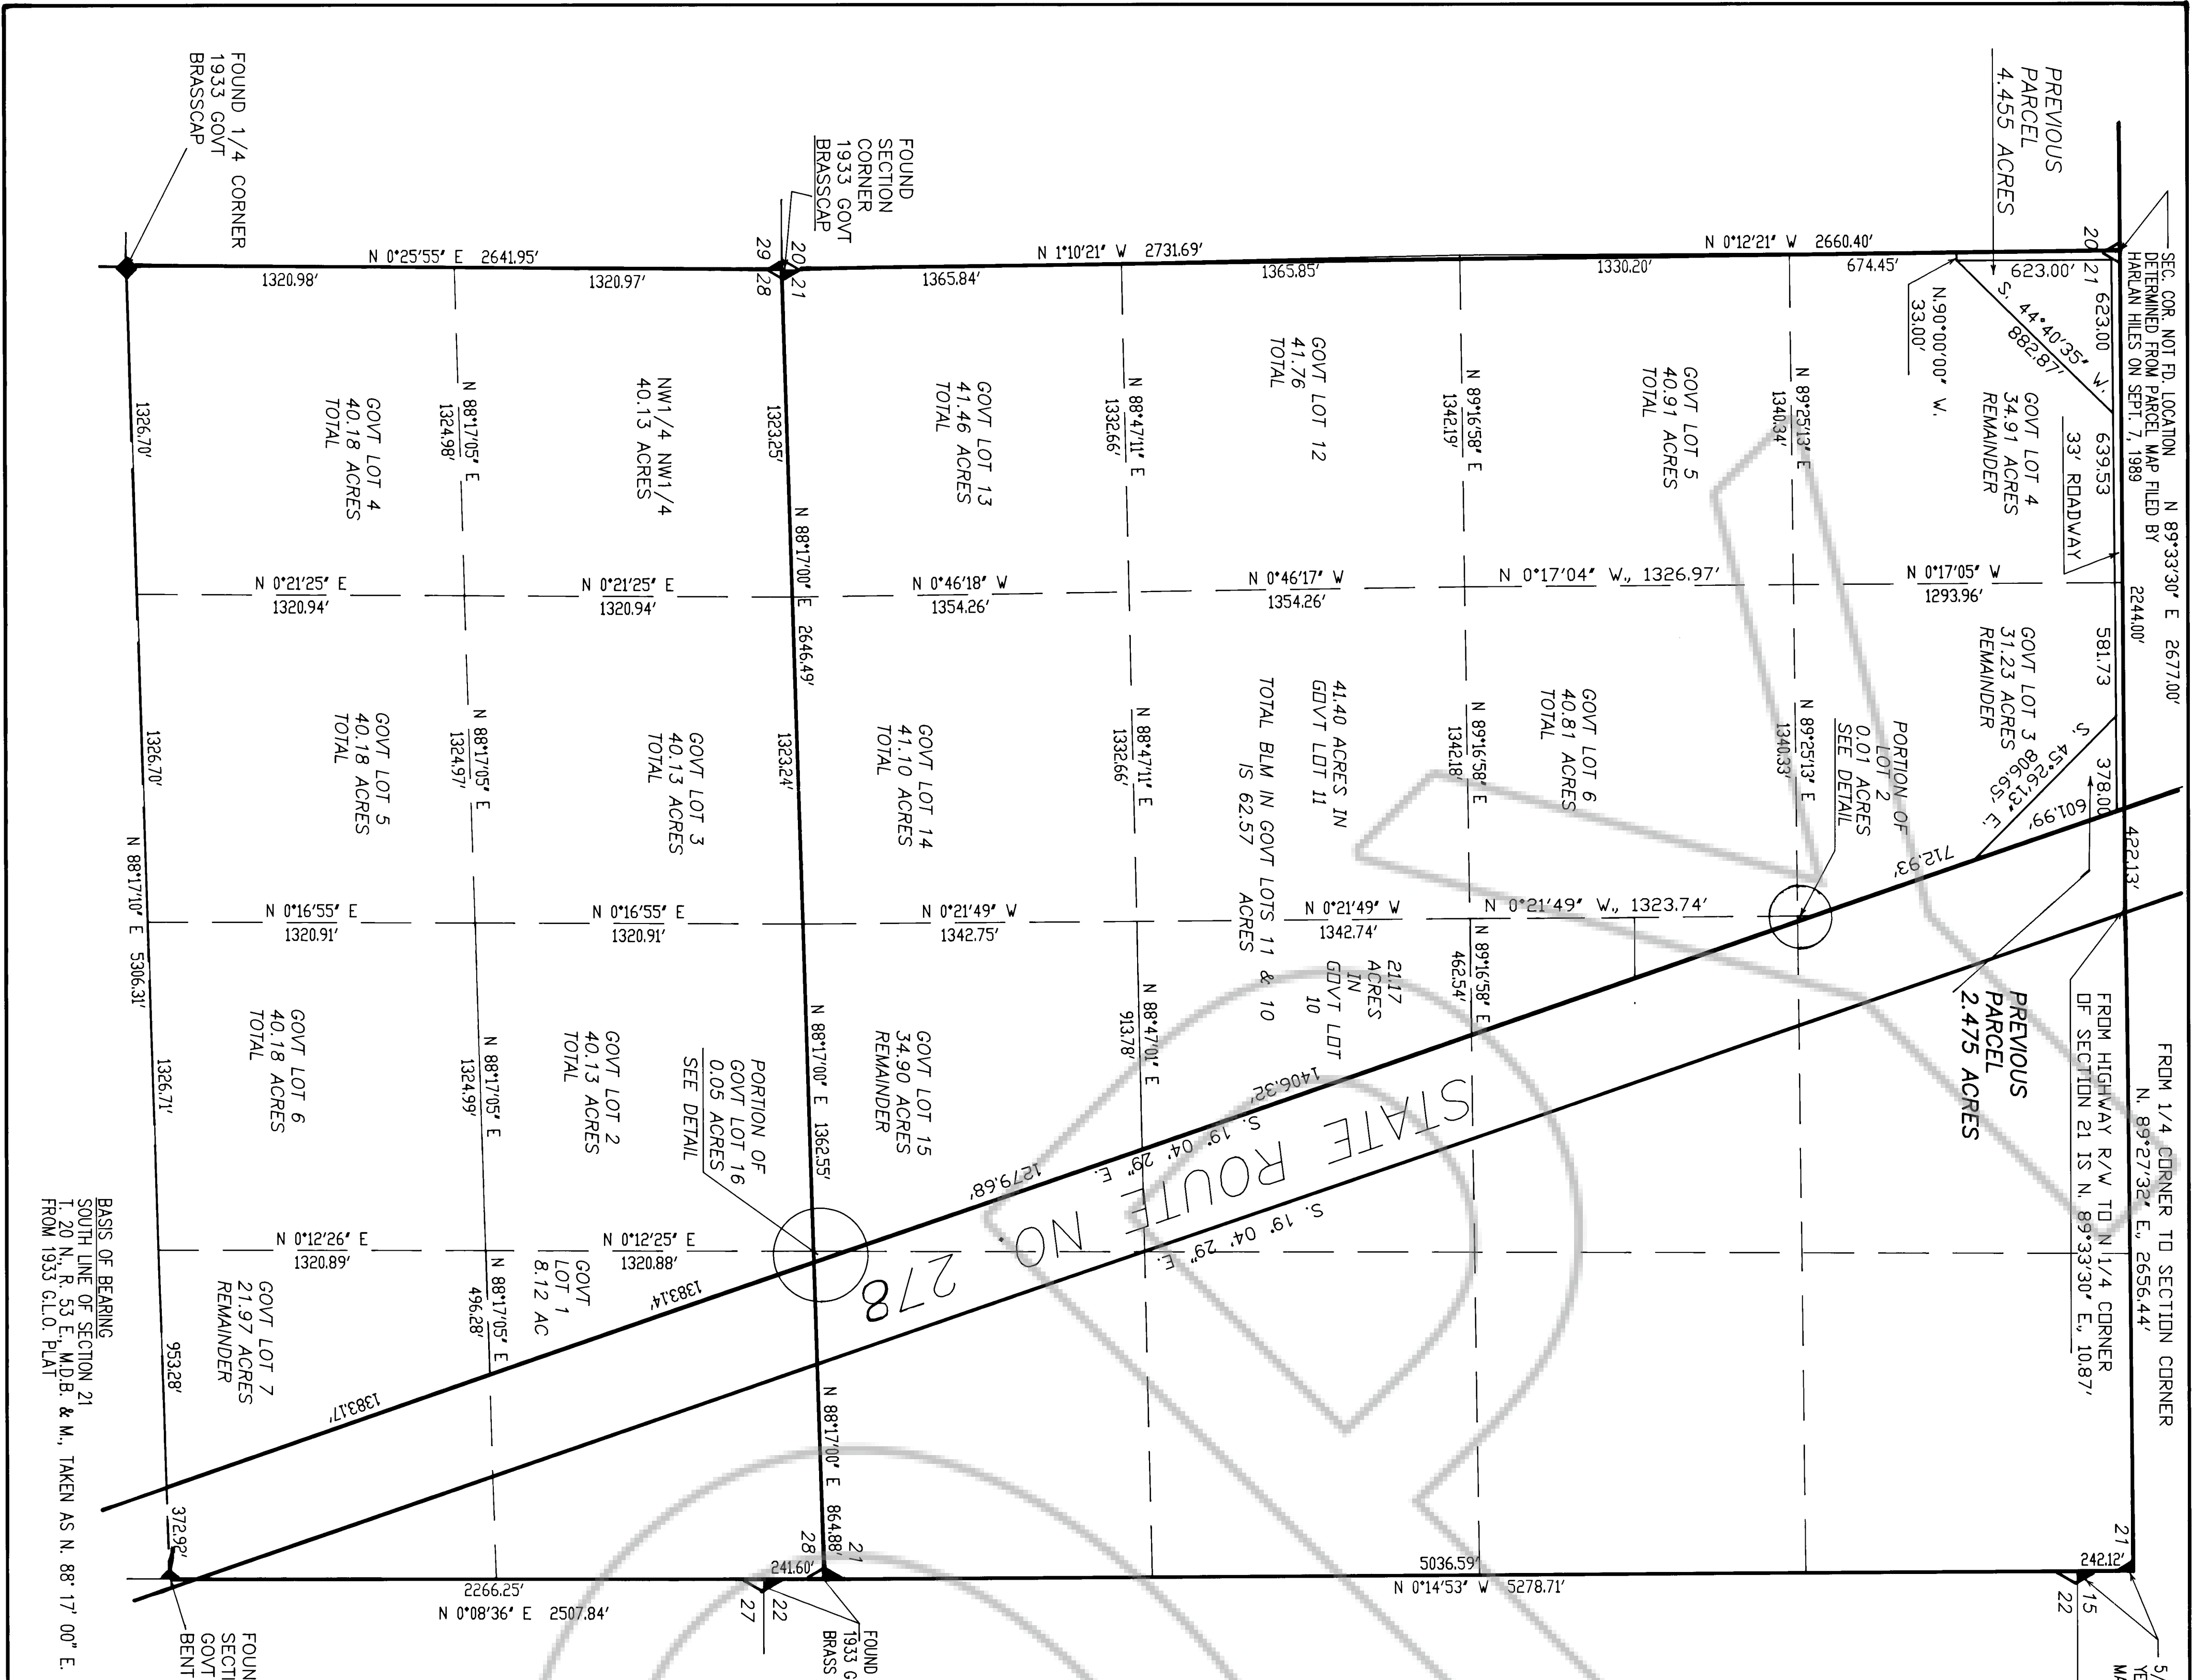 SEC. COR. NOT FD. LOCATION
DETERMINED FROM PARCEL MAP FILED BY
HARLAN HILES ON SEPT. 7, 1989
N 89°33'30" E 2677.00'
2244.00'
422.13'
FROM 1/4 CORNER TO SECTION CORNER
N. 89°27'32" E., 2656.44'
FROM HIGHWAY R/W TO N 1/4 CORNER
OF SECTION 21 IS N. 89°33'30" E., 10.87'
20
21
623.00
639.53
581.73
378.00
21
242.12'
15
22
PREVIOUS
PARCEL
4.455 ACRES
623.00'
S. 44°40'35" W.
882.87'
N.90°00'00" W.
33.00'
33' ROADWAY
GOVT LOT 4
34.91 ACRES
REMAINDER
N 0°17'05" W
1293.96'
GOVT LOT 3
31.23 ACRES
REMAINDER
S. 45°26'13" E.
806.65'
601.99'
712.93'
PREVIOUS
PARCEL
2.475 ACRES
PORTION OF
LOT 2
0.01 ACRES
SEE DETAIL
N 0°12'21" W 2660.40'
674.45'
1330.20'
N 89°25'13" E
1340.34'
N 89°25'13" E
1340.33'
GOVT LOT 5
40.91 ACRES
TOTAL
N 0°17'04" W., 1326.97'
GOVT LOT 6
40.81 ACRES
TOTAL
N 0°21'49" W., 1323.74'
N 89°16'58" E
1342.19'
N 89°16'58" E
1342.18'
N 89°16'58" E
462.54'
N 1°10'21" W 2731.69'
1365.85'
1365.84'
GOVT LOT 12
41.76
TOTAL
N 0°46'17" W
1354.26'
41.40 ACRES IN
GOVT LOT 11
TOTAL BLM IN GOVT LOTS 11 & 10
IS 62.57 ACRES
N 0°21'49" W
1342.74'
21.17
ACRES
IN
GOVT LOT
10
1406.32'
S. 19° 04' 29" E.
STATE ROUTE NO. 278
S. 19° 04' 29" E.
N 88°47'11" E
1332.66'
N 88°47'11" E
1332.66'
N 88°47'01" E
913.78'
5036.59'
N 0°14'53" W 5278.71'
GOVT LOT 13
41.46 ACRES
TOTAL
N 0°46'18" W
1354.26'
GOVT LOT 14
41.10 ACRES
TOTAL
N 0°21'49" W
1342.75'
GOVT LOT 15
34.90 ACRES
REMAINDER
1279.68'
FOUND
SECTION
CORNER
1933 GOVT
BRASSCAP
20
21
29
28
N 88°17'00" E 2646.49'
1323.25'
1323.24'
N 88°17'00" E 1362.55'
N 88°17'00" E 864.88'
21
28
241.60'
22
27
FOUND
1933 G
BRASS
PORTION OF
GOVT LOT 16
0.05 ACRES
SEE DETAIL
N 0°25'55" E 2641.95'
1320.97'
1320.98'
NW1/4 NW1/4
40.13 ACRES
N 0°21'25" E
1320.94'
GOVT LOT 3
40.13 ACRES
TOTAL
N 0°16'55" E
1320.91'
GOVT LOT 2
40.13 ACRES
TOTAL
N 0°12'25" E
1320.88'
GOVT
LOT 1
8.12 AC
1383.14'
N 88°17'05" E
1324.98'
N 88°17'05" E
1324.97'
N 88°17'05" E
1324.99'
N 88°17'05" E
496.28'
2266.25'
N 0°08'36" E 2507.84'
GOVT LOT 4
40.18 ACRES
TOTAL
N 0°21'25" E
1320.94'
GOVT LOT 5
40.18 ACRES
TOTAL
N 0°16'55" E
1320.91'
GOVT LOT 6
40.18 ACRES
TOTAL
N 0°12'26" E
1320.89'
GOVT LOT 7
21.97 ACRES
REMAINDER
1383.17'
FOUND 1/4 CORNER
1933 GOVT
BRASSCAP
1326.70'
1326.70'
N 88°17'10" E 5306.31'
1326.71'
953.28'
372.92'
FOUN
SECTI
GOVT
BENT
BASIS OF BEARING
SOUTH LINE OF SECTION 21
T. 20 N., R. 53 E., M.D.B. & M., TAKEN AS N. 88° 17' 00" E.
FROM 1933 G.L.O. PLAT
5/
YE
MA